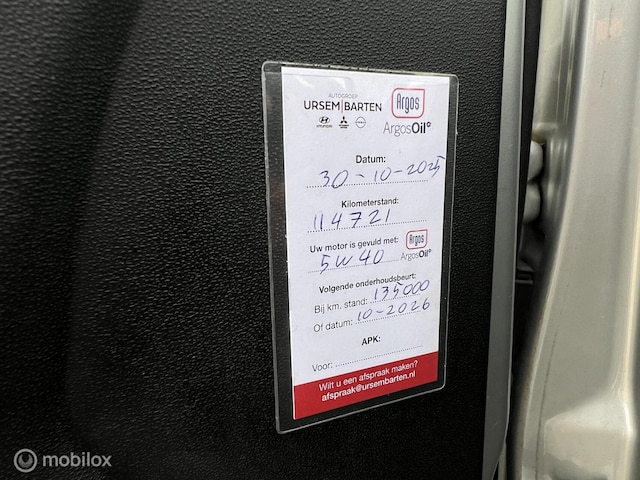 AUTOGROEP
URSEM|BARTEN
Argos
HYUNDAI
ArgosOil°
Datum:
30-10-2025
Kilometerstand:
114721
Uw motor is gevuld met: Argos
5W40 ArgosOil°
Volgende onderhoudsbeurt:
Bij km. stand: 135000
Of datum: 10-2026
APK:
Voor:
Wilt u een afspraak maken?
afspraak@ursembarten.nl
mobilox